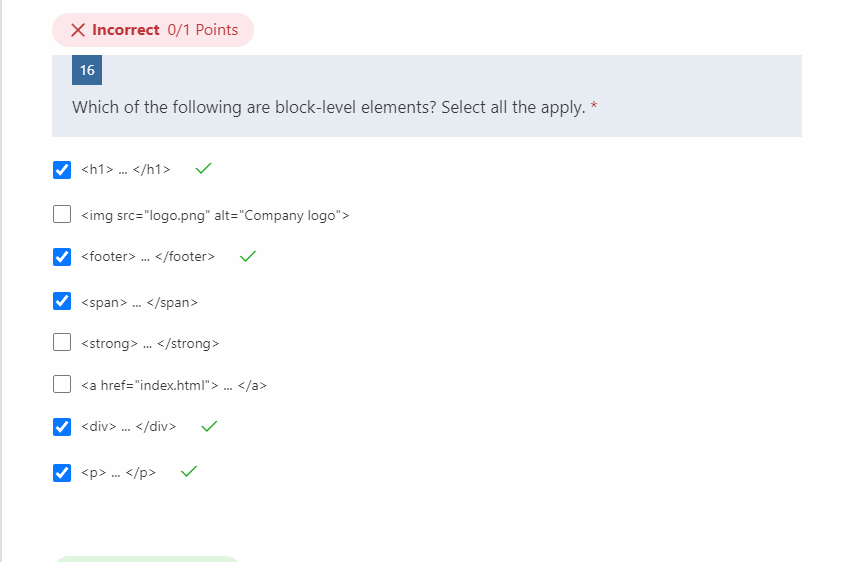 Incorrect 0/1 Points
16
Which of the following are block-level elements? Select all the apply. *
<h1> ... </h1>
<img src="logo.png" alt="Company logo">
<footer> ... </footer>
<span> ... </span>
<strong> ... </strong>
<a href="index.html"> ... </a>
<div> ... </div>
<p> ... </p>